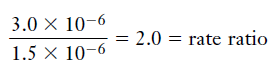 3.0 × 10⁻⁶
1.5 × 10⁻⁶ = 2.0 = rate ratio